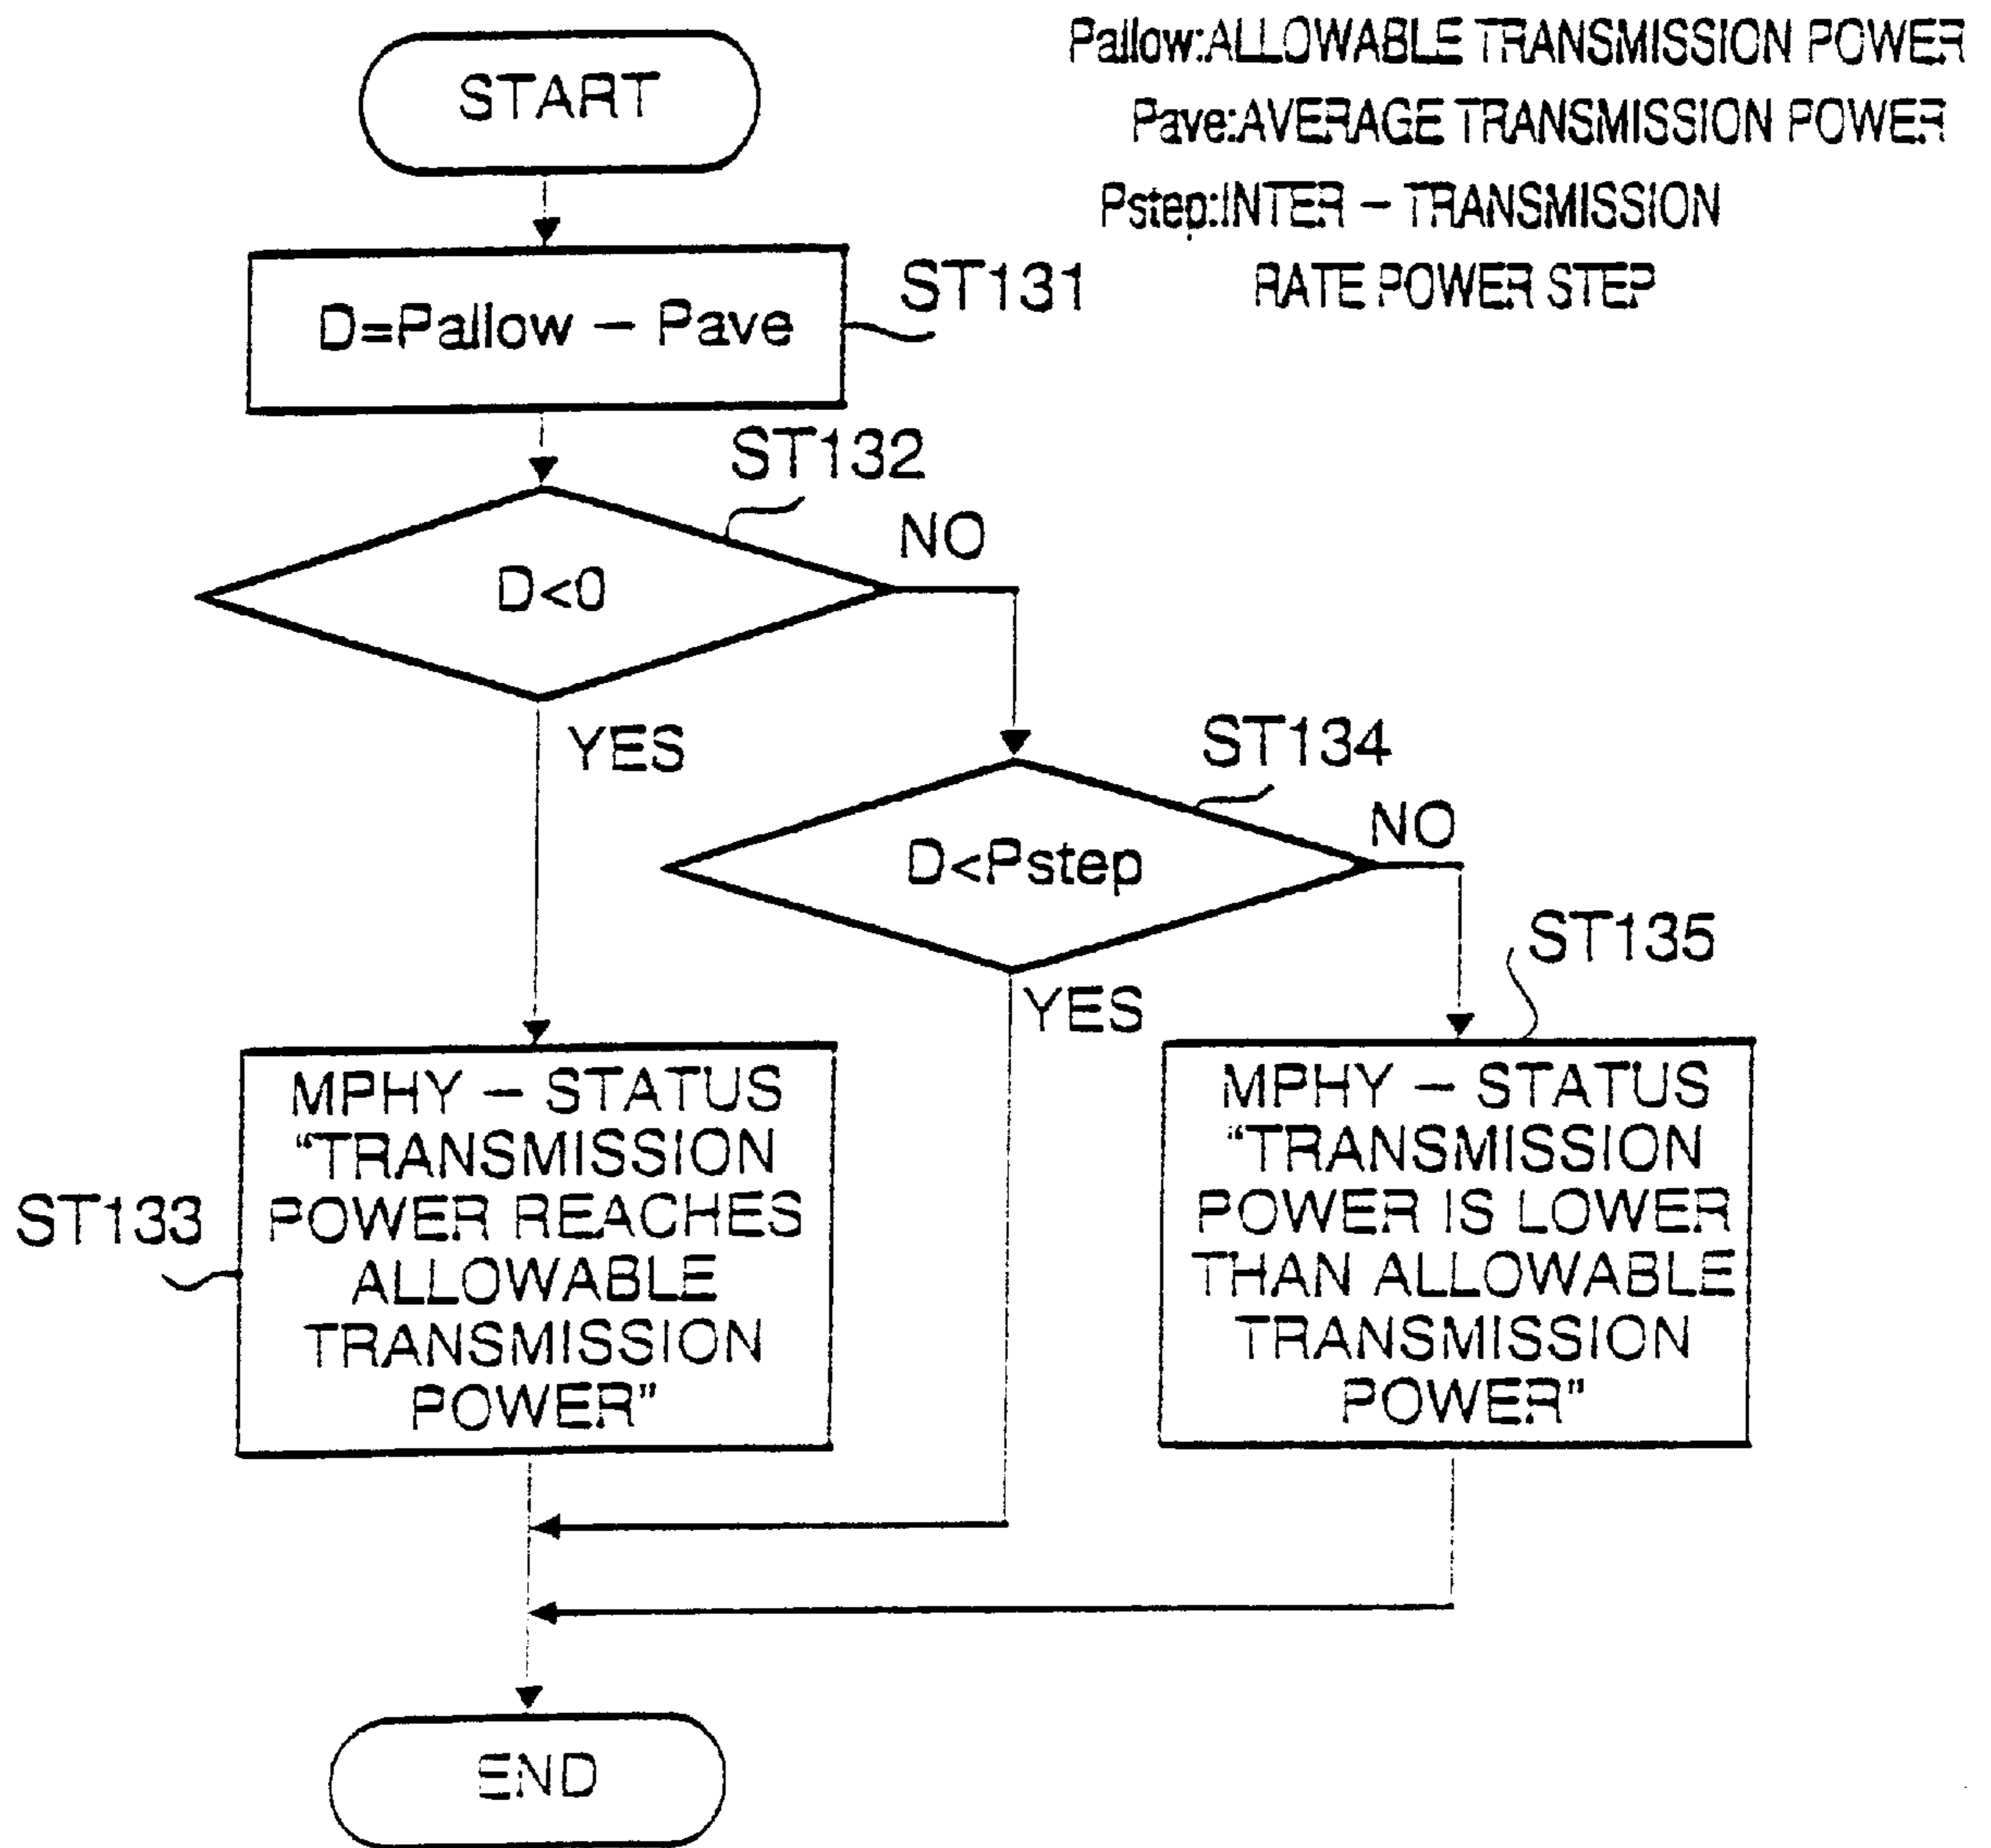 START
Pallow:ALLOWABLE TRANSMISSION POWER
Pave:AVERAGE TRANSMISSION POWER
Pstep:INTER – TRANSMISSION
RATE POWER STEP
D=Pallow – Pave
ST131
ST132
D<0
NO
YES
ST134
D<Pstep
NO
YES
ST135
ST133
MPHY – STATUS
“TRANSMISSION
POWER REACHES
ALLOWABLE
TRANSMISSION
POWER”
MPHY – STATUS
“TRANSMISSION
POWER IS LOWER
THAN ALLOWABLE
TRANSMISSION
POWER”
END